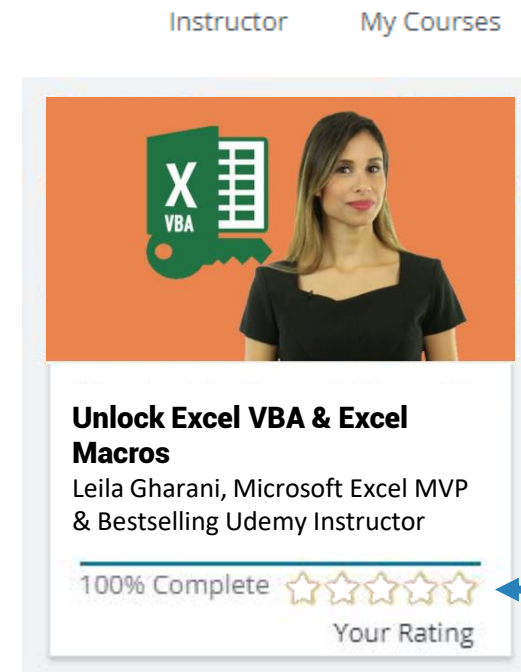 Instructor My Courses
X
VBA
Unlock Excel VBA & Excel
Macros
Leila Gharani, Microsoft Excel MVP
& Bestselling Udemy Instructor
100% Complete
Your Rating